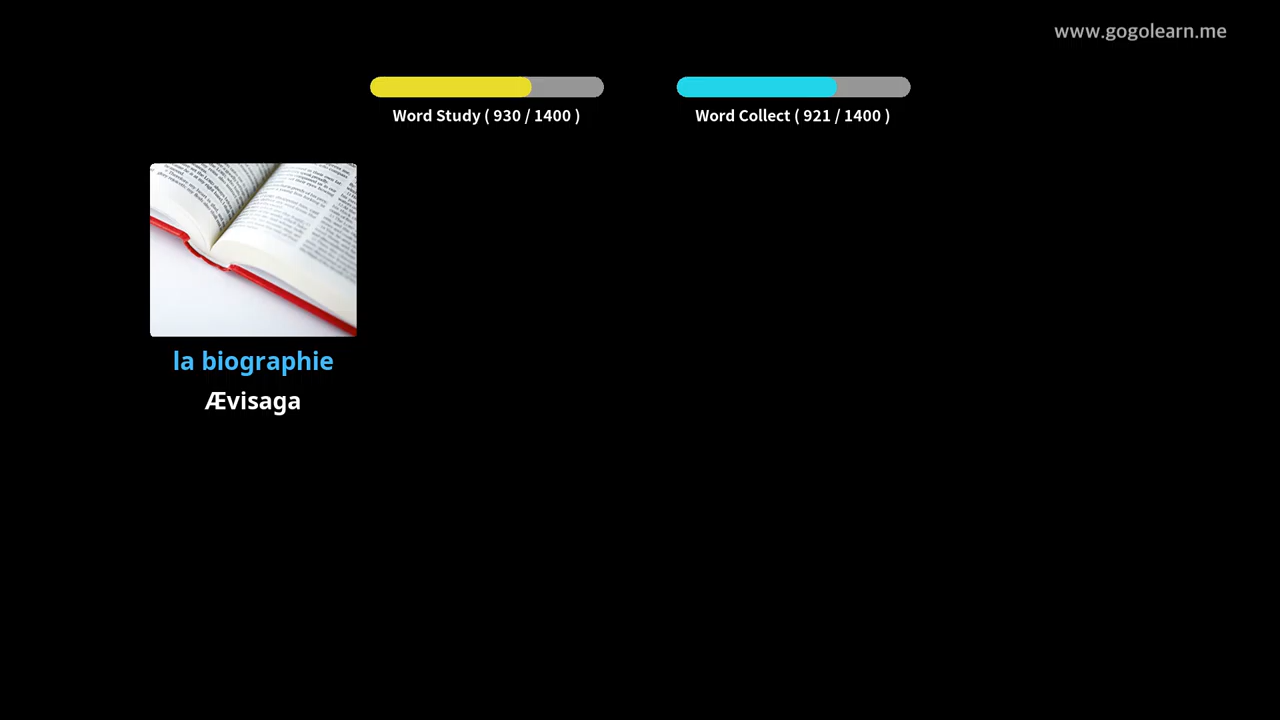 www.gogolearn.me
Word Study ( 930 / 1400 )
Word Collect ( 921 / 1400 )
la biographie
Ævisaga